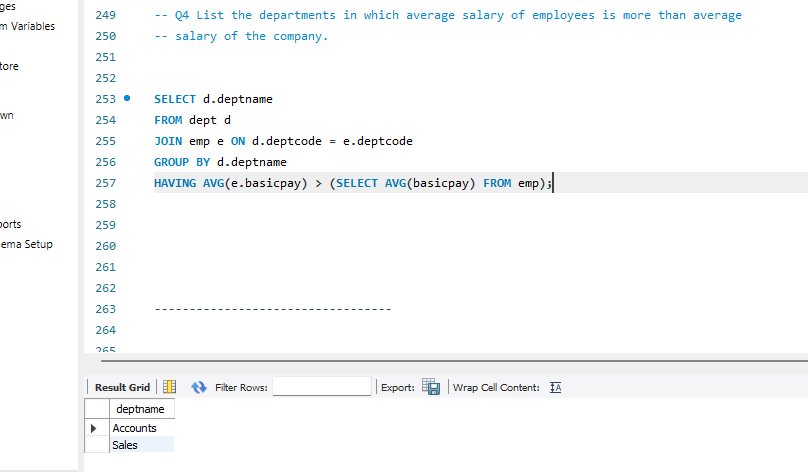 ges
m Variables
tore
wn
ports
ema Setup
249 -- Q4 List the departments in which average salary of employees is more than average
250 -- salary of the company.
251
252
253 SELECT d.deptname
254 FROM dept d
255 JOIN emp e ON d.deptcode = e.deptcode
256 GROUP BY d.deptname
257 HAVING AVG(e.basicpay) > (SELECT AVG(basicpay) FROM emp);
258
259
260
261
262
263 ----------------------------------
264
265
Result Grid Filter Rows: Export: Wrap Cell Content: IA
deptname
Accounts
Sales